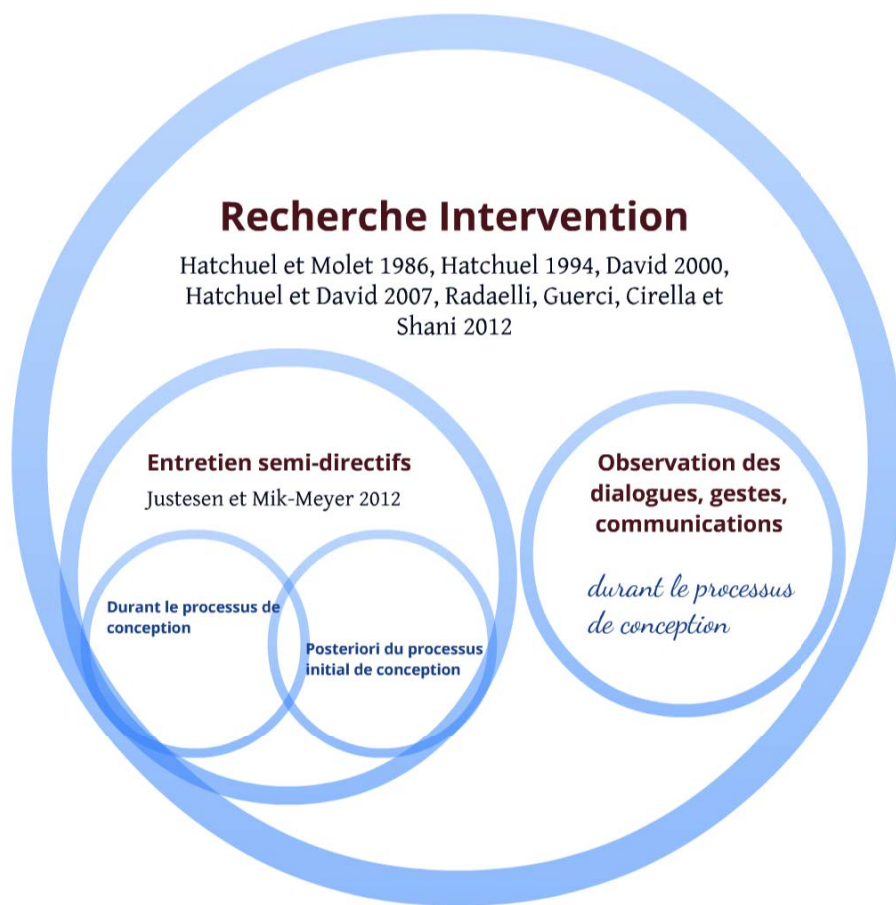 Recherche Intervention
Hatchuel et Molet 1986, Hatchuel 1994, David 2000,
Hatchuel et David 2007, Radaelli, Guerci, Cirella et
Shani 2012
Entretien semi-directifs
Justesen et Mik-Meyer 2012
Durant le processus de
conception
Posteriori du processus
initial de conception
Observation des
dialogues, gestes,
communications
durant le processus
de conception